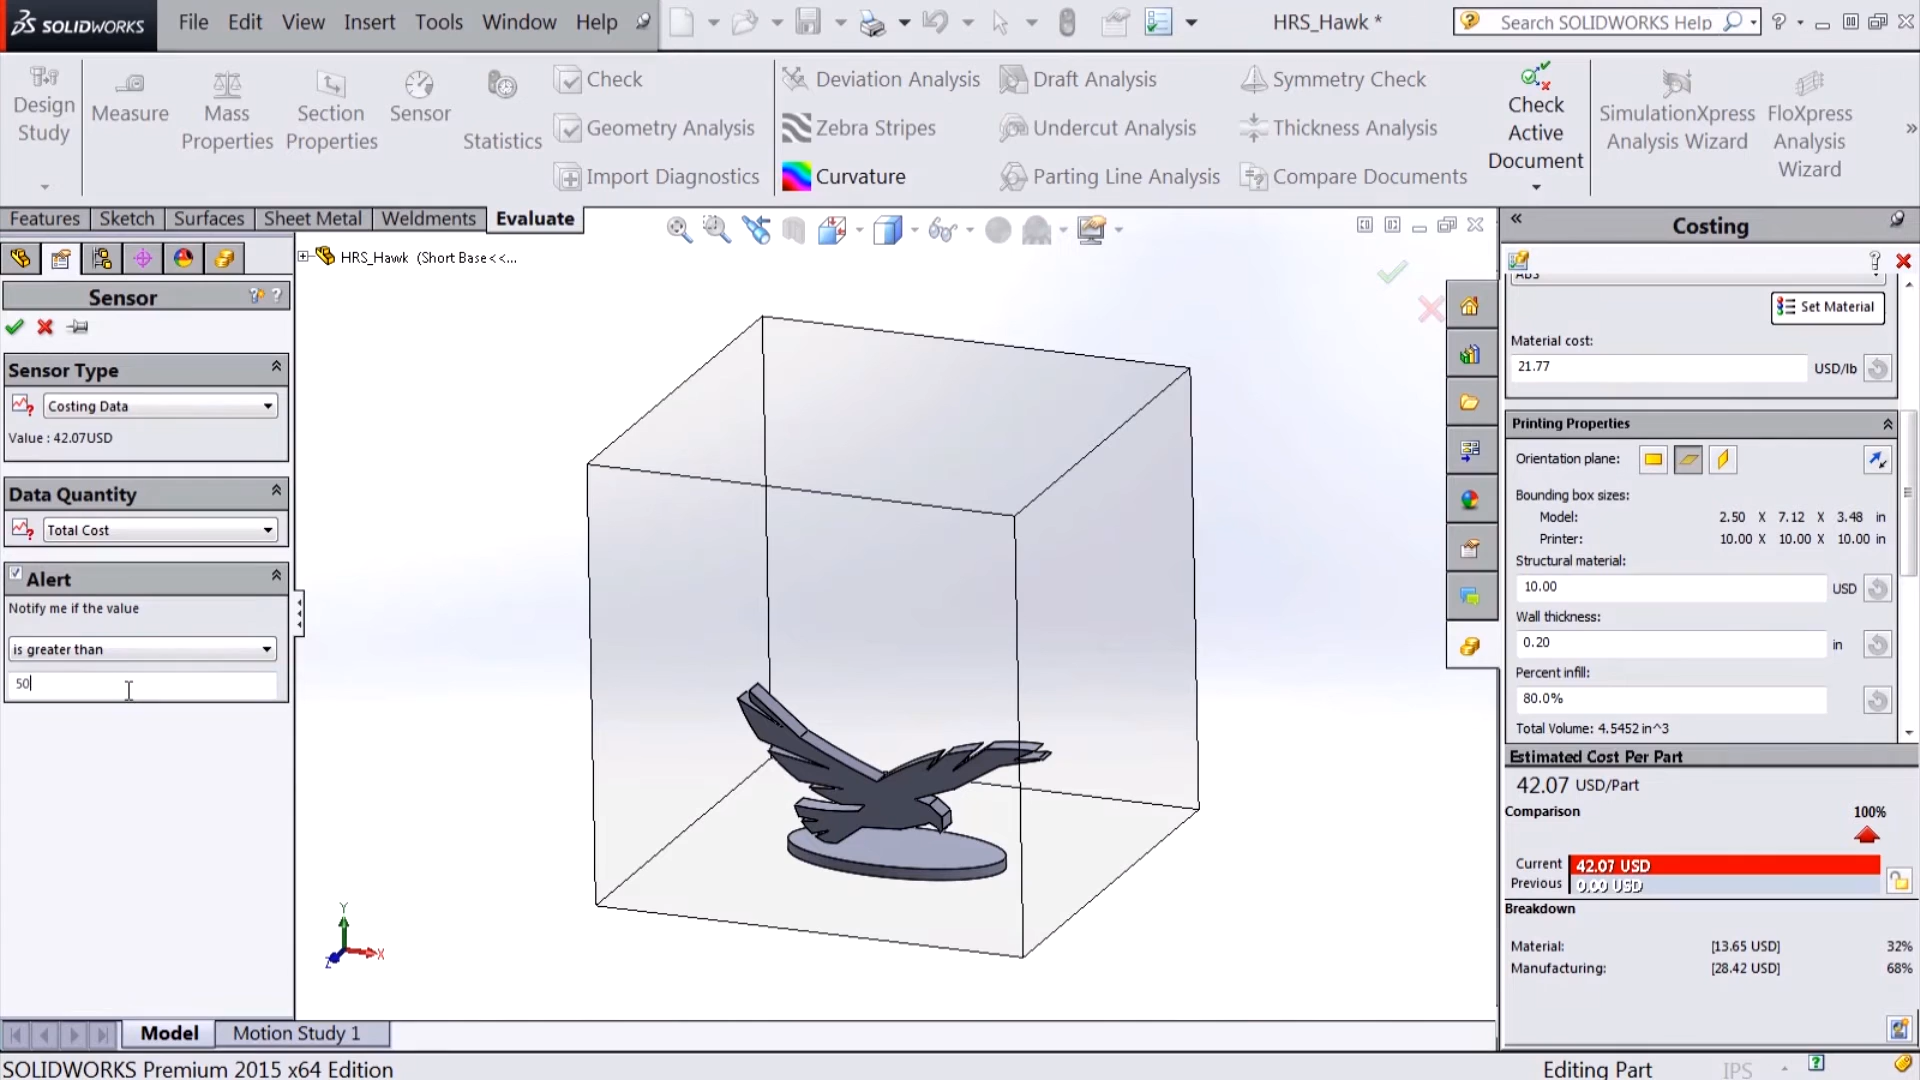 SOLIDWORKS File Edit View Insert Tools Window Help HRS_Hawk * Search SOLIDWORKS Help
Design Study
Measure
Mass Properties
Section Properties
Sensor
Statistics
Check
Geometry Analysis
Import Diagnostics
Deviation Analysis
Zebra Stripes
Curvature
Draft Analysis
Undercut Analysis
Parting Line Analysis
Symmetry Check
Thickness Analysis
Compare Documents
Check Active Document
SimulationXpress Analysis Wizard
FloXpress Analysis Wizard
Features Sketch Surfaces Sheet Metal Weldments Evaluate
Sensor
Sensor Type
Costing Data
Value : 42.07USD
Data Quantity
Total Cost
Alert
Notify me if the value
is greater than
50
HRS_Hawk (Short Base<<...
Y
X
Z
Costing
ABS
Set Material
Material cost:
21.77 USD/lb
Printing Properties
Orientation plane:
Bounding box sizes:
Model: 2.50 X 7.12 X 3.48 in
Printer: 10.00 X 10.00 X 10.00 in
Structural material:
10.00 USD
Wall thickness:
0.20 in
Percent infill:
80.0%
Total Volume: 4.5452 in^3
Estimated Cost Per Part
42.07 USD/Part
Comparison 100%
Current 42.07 USD
Previous 0.00 USD
Breakdown
Material: [13.65 USD] 32%
Manufacturing: [28.42 USD] 68%
Model Motion Study 1
SOLIDWORKS Premium 2015 x64 Edition Editing Part IPS